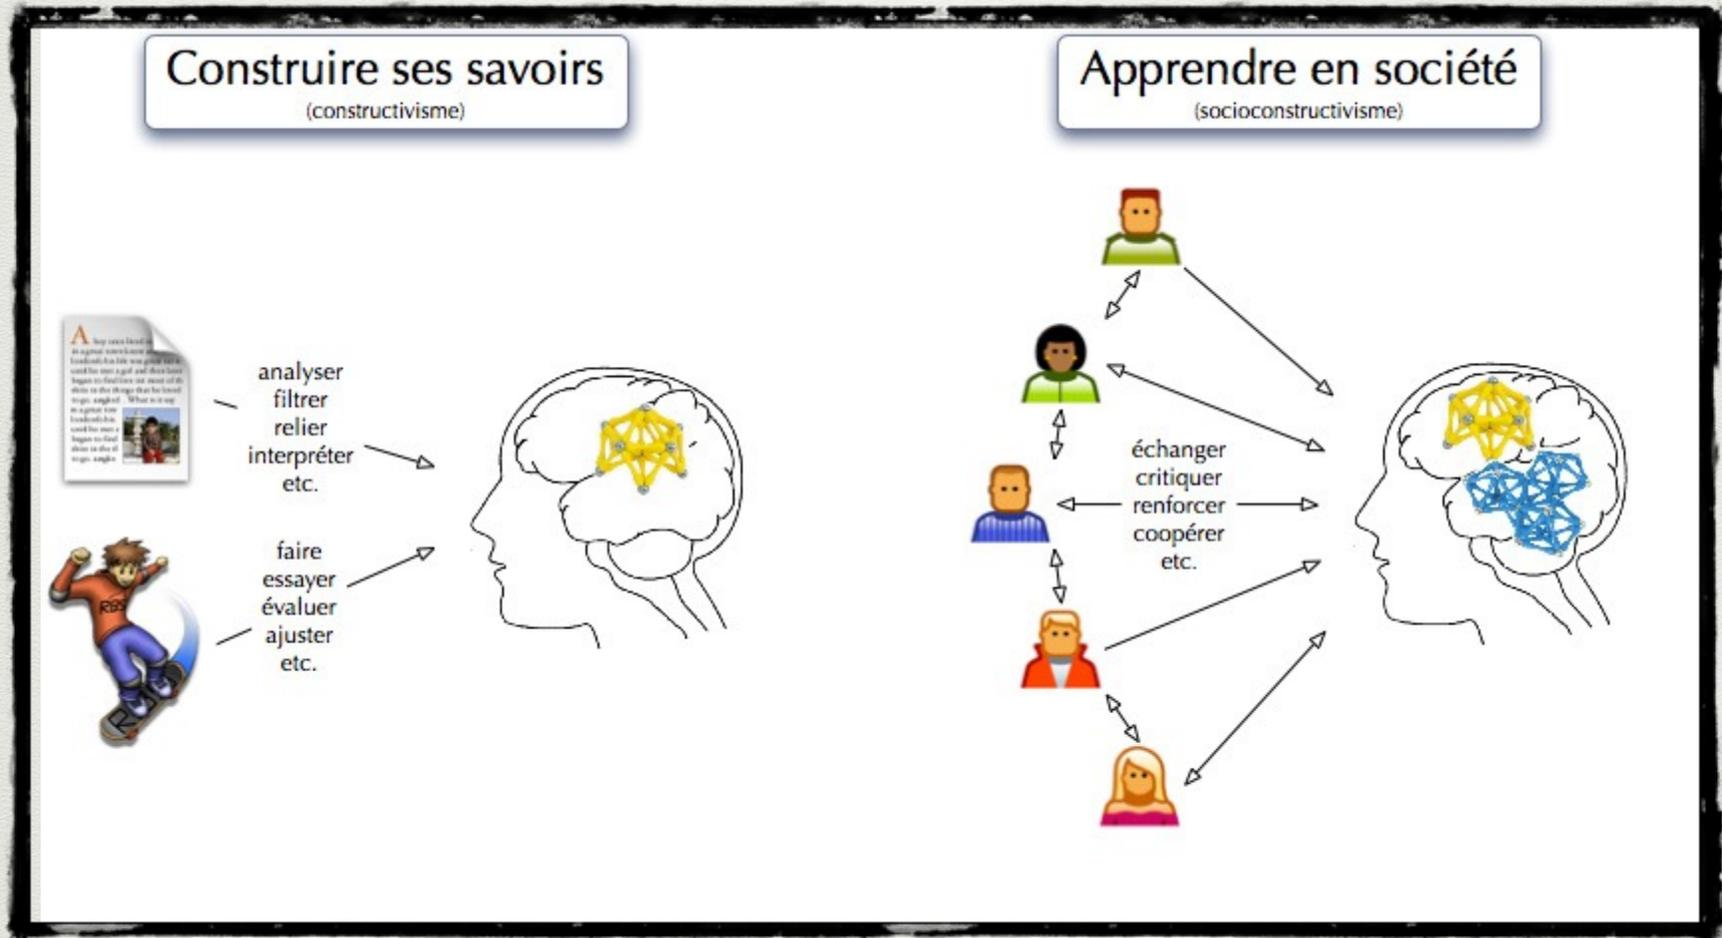 Construire ses savoirs
(constructivisme)
analyser
filtrer
relier
interpréter
etc.
faire
essayer
évaluer
ajuster
etc.
Apprendre en société
(socioconstructivisme)
échanger
critiquer
renforcer
coopérer
etc.